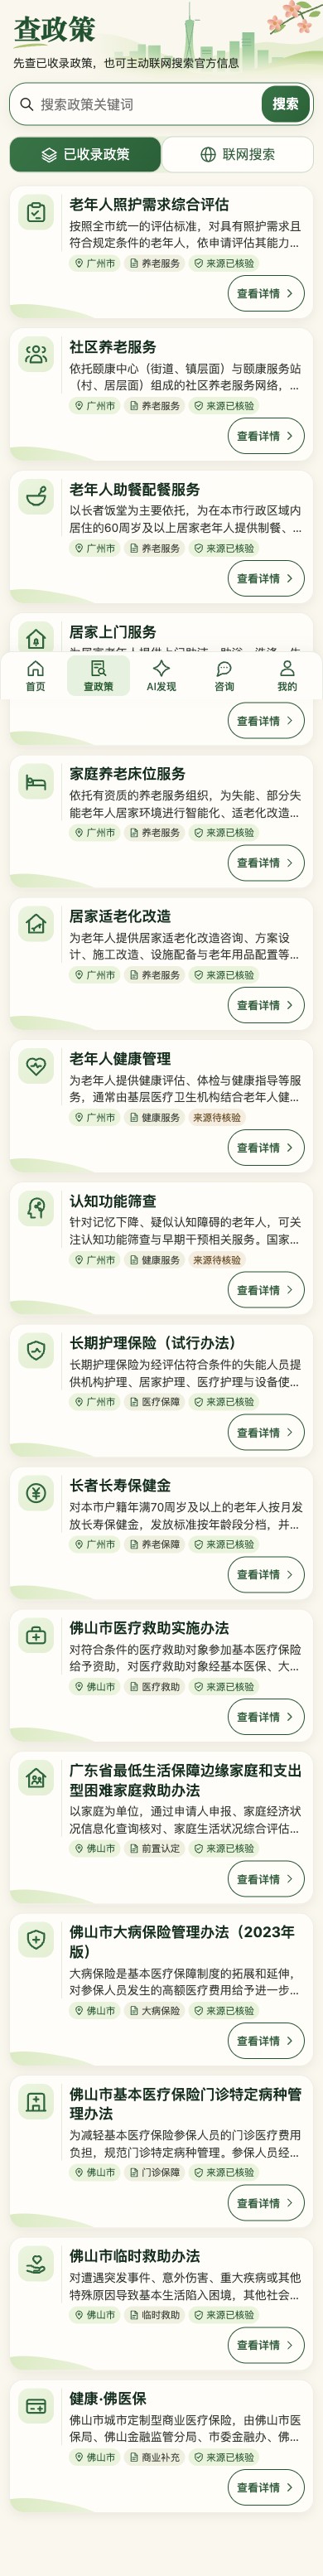 查政策
先查已收录政策，也可主动联网搜索官方信息
搜索政策关键词
搜索
已收录政策
联网搜索
老年人照护需求综合评估
按照全市统一的评估标准，对具有照护需求且
符合规定条件的老年人，依申请评估其能力...
广州市 养老服务 来源已核验
查看详情
社区养老服务
依托颐康中心（街道、镇层面）与颐康服务站
（村、居层面）组成的社区养老服务网络，...
广州市 养老服务 来源已核验
查看详情
老年人助餐配餐服务
以长者饭堂为主要依托，为在本市行政区域内
居住的60周岁及以上居家老年人提供制餐、...
广州市 养老服务 来源已核验
查看详情
居家上门服务
首页
查政策
AI发现
咨询
我的
查看详情
家庭养老床位服务
依托有资质的养老服务组织，为失能、部分失
能老年人居家环境进行智能化、适老化改造...
广州市 养老服务 来源已核验
查看详情
居家适老化改造
为老年人提供居家适老化改造咨询、方案设
计、施工改造、设施配备与老年用品配置等...
广州市 养老服务 来源已核验
查看详情
老年人健康管理
为老年人提供健康评估、体检与健康指导等服
务，通常由基层医疗卫生机构结合老年人健...
广州市 健康服务 来源待核验
查看详情
认知功能筛查
针对记忆下降、疑似认知障碍的老年人，可关
注认知功能筛查与早期干预相关服务。国家...
广州市 健康服务 来源待核验
查看详情
长期护理保险（试行办法）
长期护理保险为经评估符合条件的失能人员提
供机构护理、居家护理、医疗护理与设备使...
广州市 医疗保障 来源已核验
查看详情
长者长寿保健金
对本市户籍年满70周岁及以上的老年人按月发
放长寿保健金，发放标准按年龄段分档，并...
广州市 养老保障 来源已核验
查看详情
佛山市医疗救助实施办法
对符合条件的医疗救助对象参加基本医疗保险
给予资助，对医疗救助对象经基本医保、大...
佛山市 医疗救助 来源已核验
查看详情
广东省最低生活保障边缘家庭和支出
型困难家庭救助办法
以家庭为单位，通过申请人申报、家庭经济状
况信息化查询核对、家庭生活状况综合评估...
佛山市 前置认定 来源已核验
查看详情
佛山市大病保险管理办法（2023年
版）
大病保险是基本医疗保障制度的拓展和延伸，
对参保人员发生的高额医疗费用给予进一步...
佛山市 大病保险 来源已核验
查看详情
佛山市基本医疗保险门诊特定病种管
理办法
为减轻基本医疗保险参保人员的门诊医疗费用
负担，规范门诊特定病种管理。参保人员经...
佛山市 门诊保障 来源已核验
查看详情
佛山市临时救助办法
对遭遇突发事件、意外伤害、重大疾病或其他
特殊原因导致基本生活陷入困境，其他社会...
佛山市 临时救助 来源已核验
查看详情
健康·佛医保
佛山市城市定制型商业医疗保险，由佛山市医
保局、佛山金融监管分局、市委金融办、佛...
佛山市 商业补充 来源已核验
查看详情